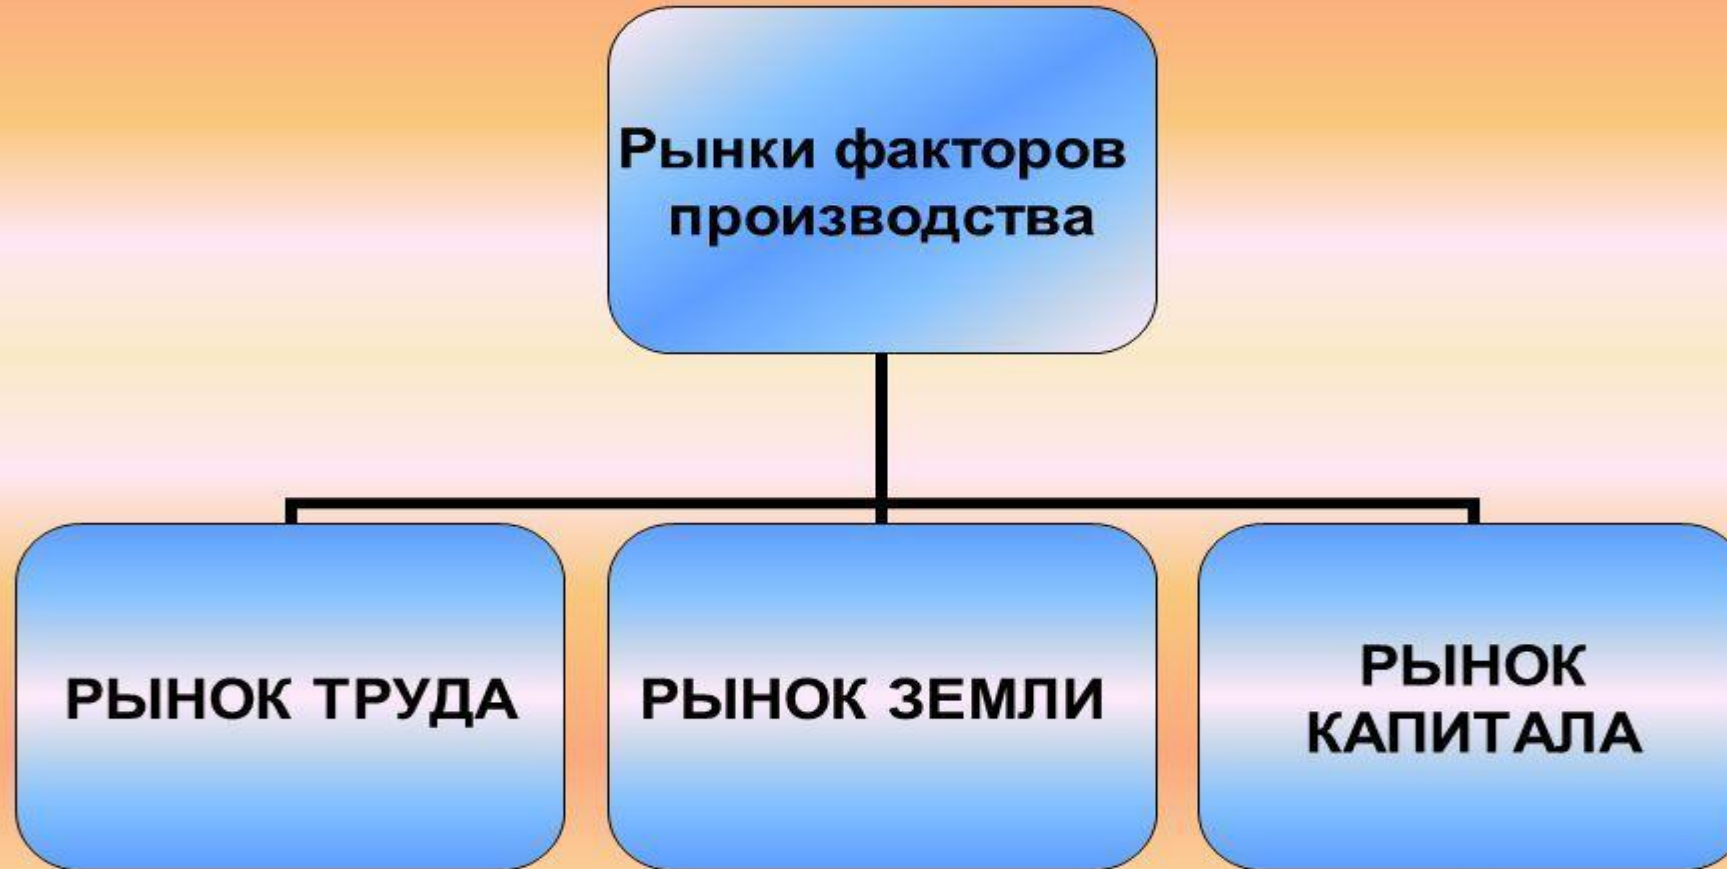 Рынки факторов
производства
РЫНОК ТРУДА
РЫНОК ЗЕМЛИ
РЫНОК
КАПИТАЛА